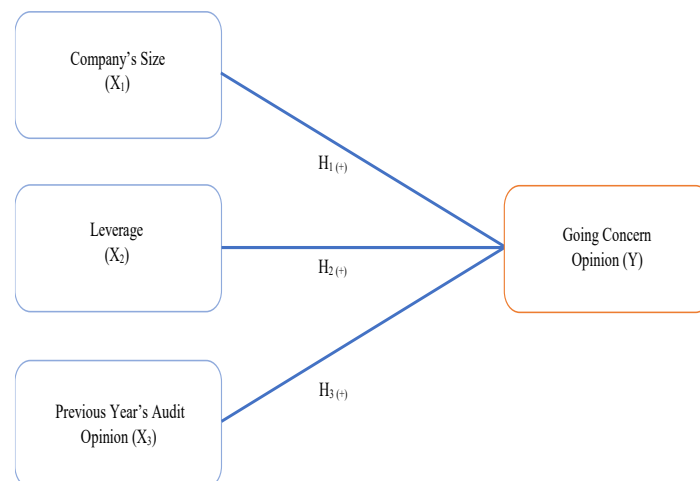 Company’s Size
(X₁)
H₁ (+)
Leverage
(X₂)
H₂ (+)
Going Concern
Opinion (Y)
H₃ (+)
Previous Year’s Audit
Opinion (X₃)